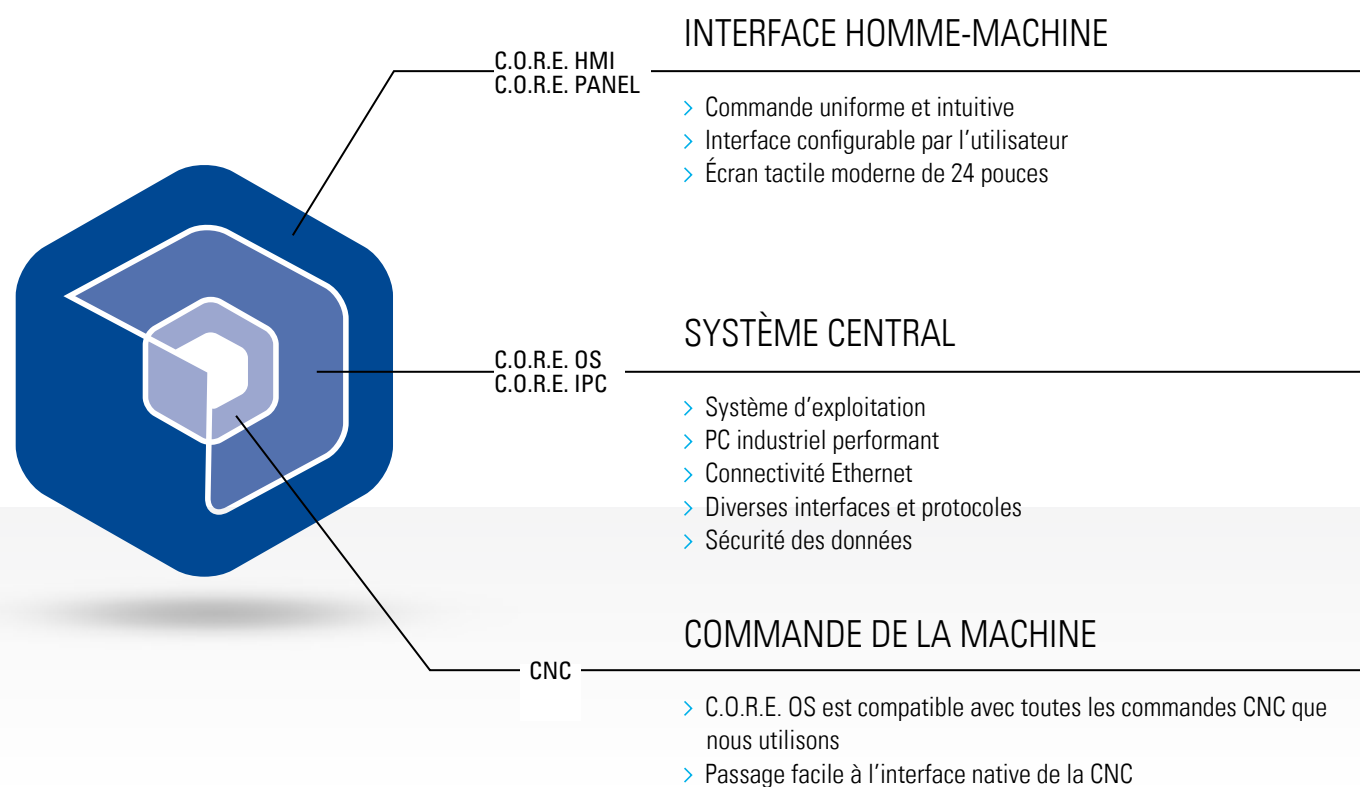 INTERFACE HOMME-MACHINE
C.O.R.E. HMI
C.O.R.E. PANEL
> Commande uniforme et intuitive
> Interface configurable par l’utilisateur
> Écran tactile moderne de 24 pouces
SYSTÈME CENTRAL
C.O.R.E. OS
C.O.R.E. IPC
> Système d’exploitation
> PC industriel performant
> Connectivité Ethernet
> Diverses interfaces et protocoles
> Sécurité des données
COMMANDE DE LA MACHINE
CNC
> C.O.R.E. OS est compatible avec toutes les commandes CNC que
nous utilisons
> Passage facile à l’interface native de la CNC